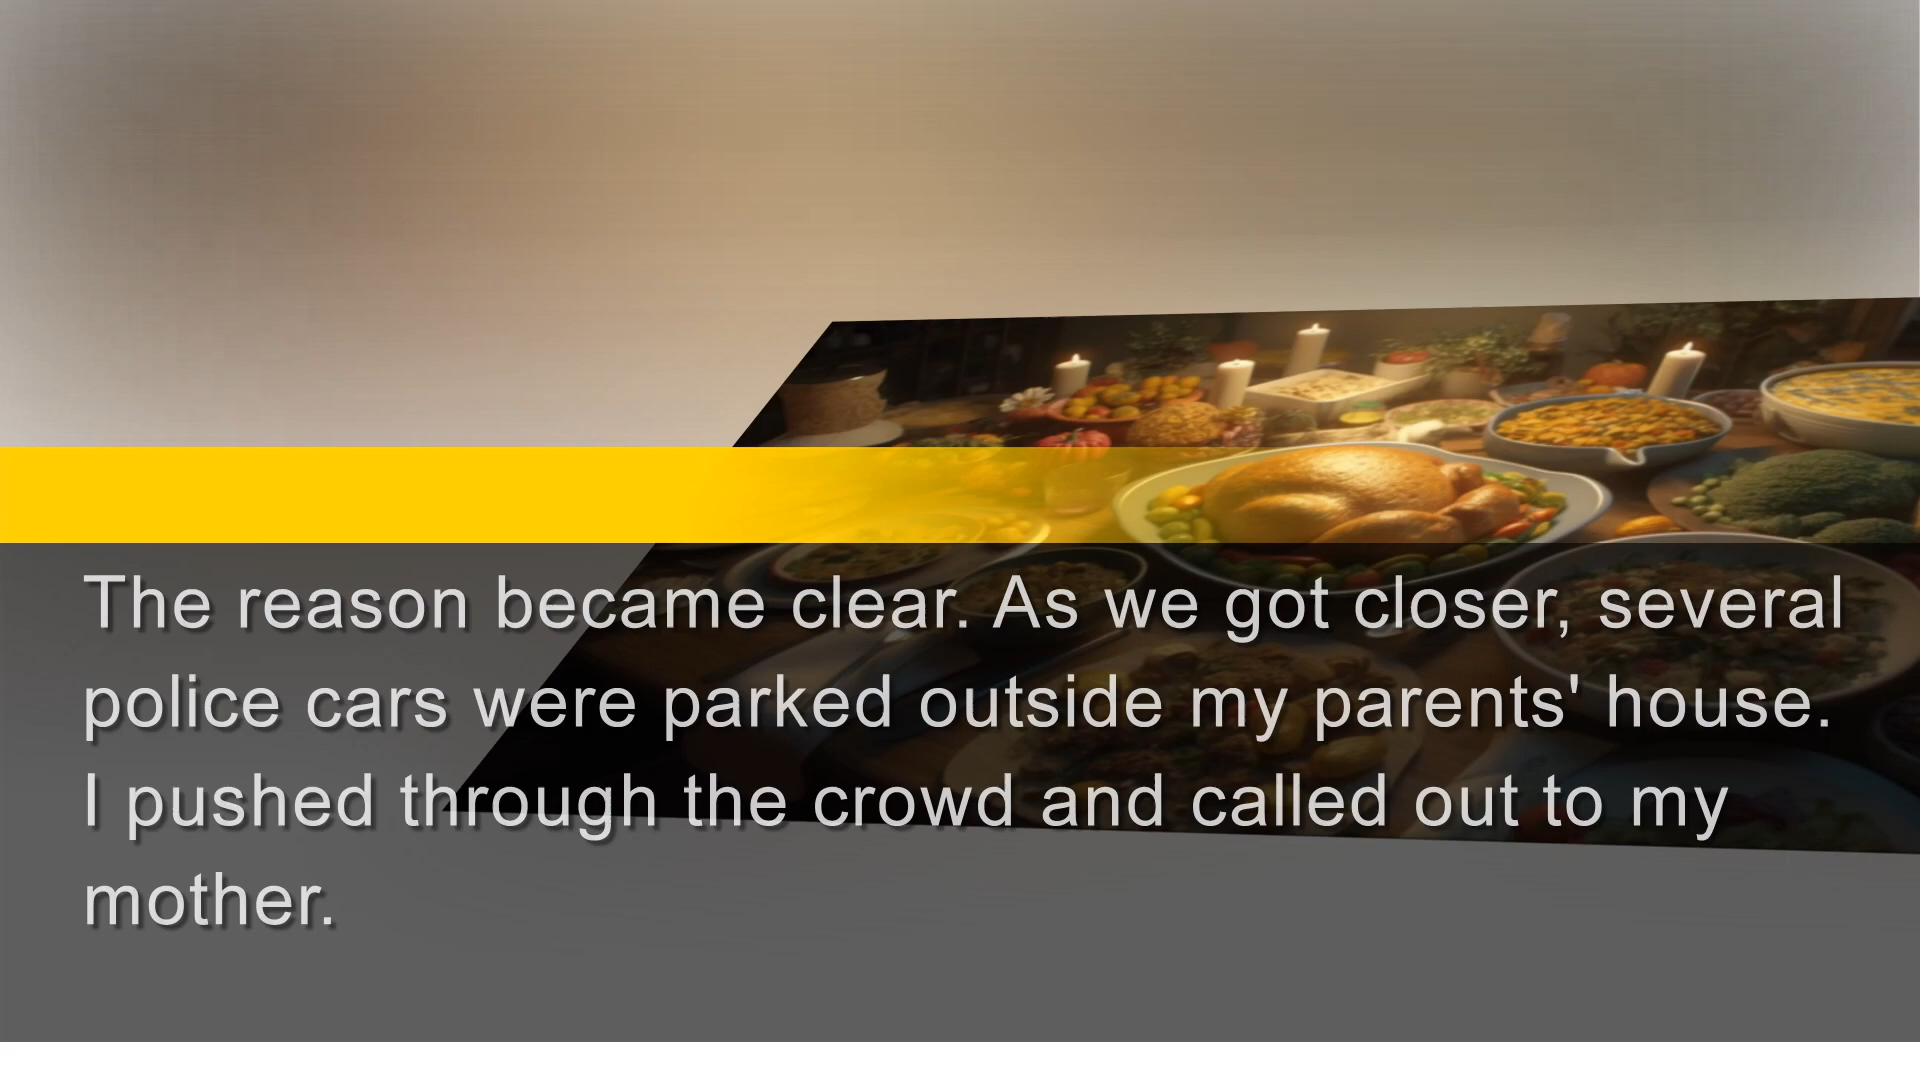 The reason became clear. As we got closer, several
police cars were parked outside my parents' house.
I pushed through the crowd and called out to my
mother.